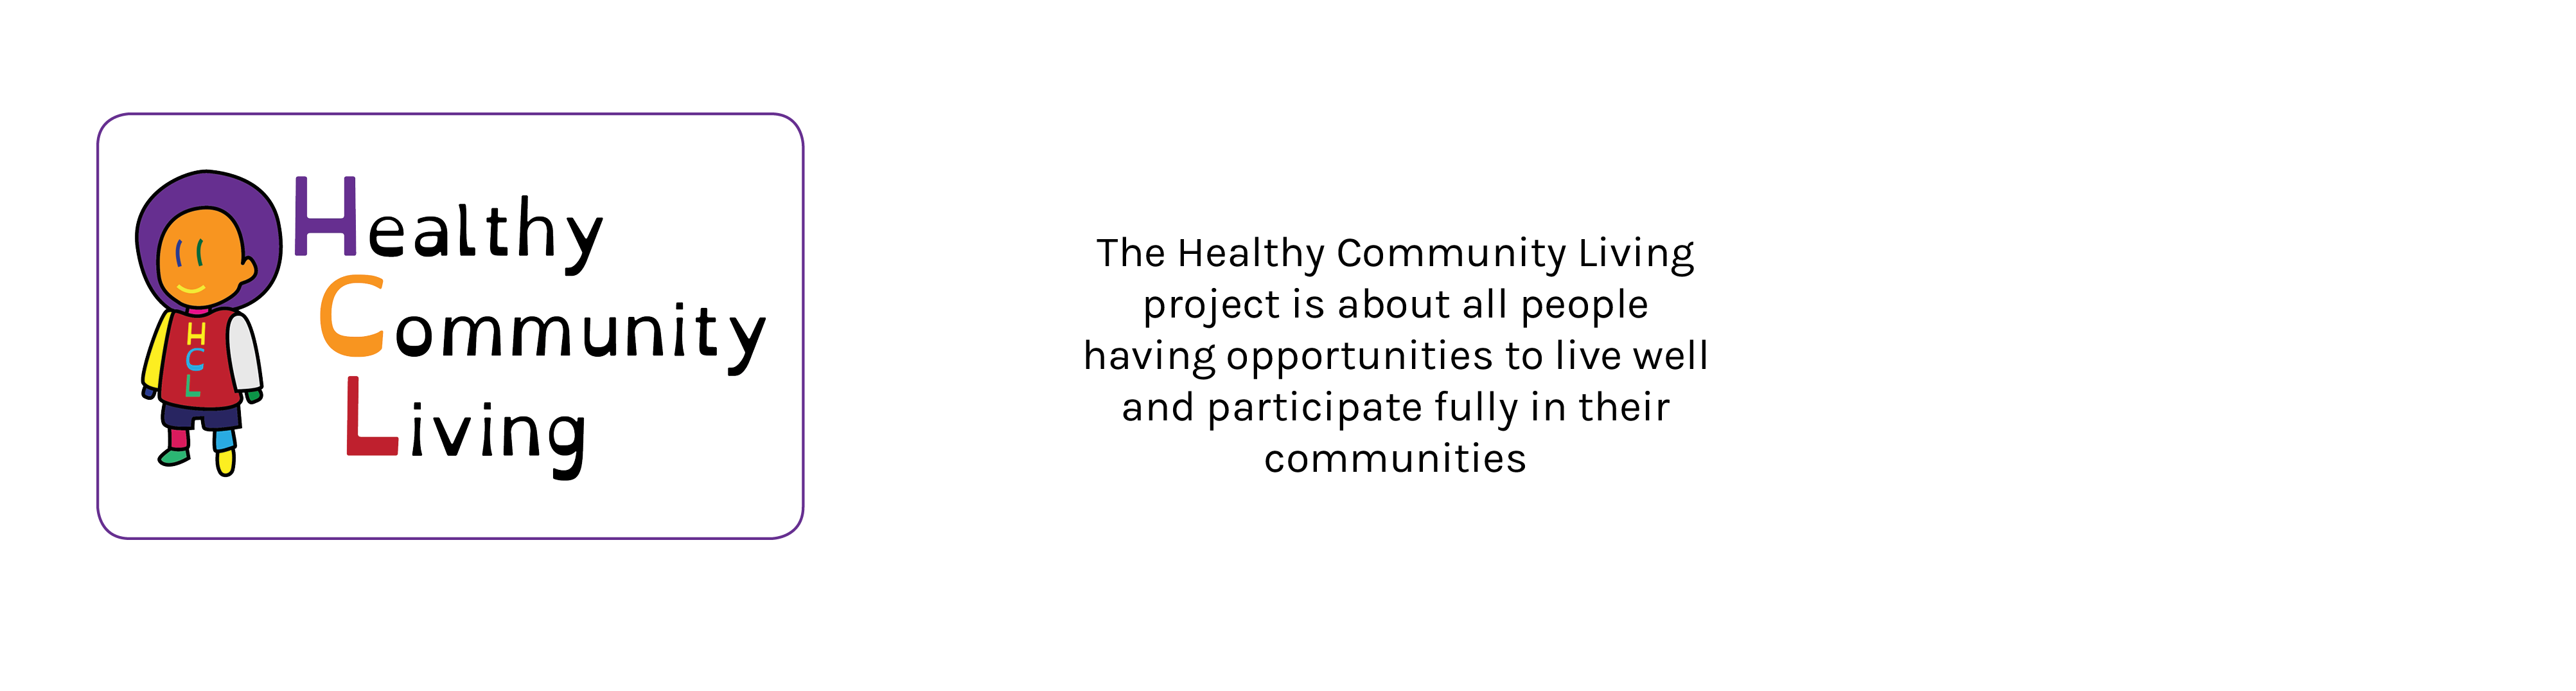 Healthy
Community
Living
H
C
L
The Healthy Community Living
project is about all people
having opportunities to live well
and participate fully in their
communities